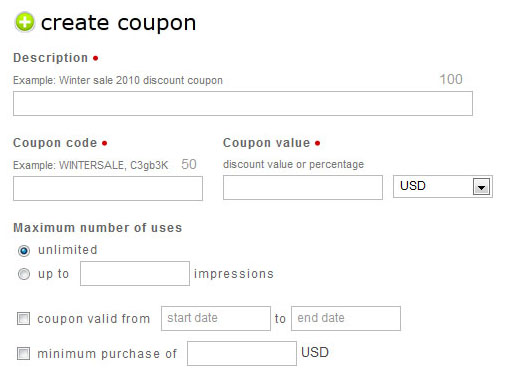 create coupon
Description •
Example: Winter sale 2010 discount coupon 100
Coupon code • Coupon value •
Example: WINTERSALE, C3gb3K 50 discount value or percentage
USD
Maximum number of uses
unlimited
up to impressions
coupon valid from start date to end date
minimum purchase of USD